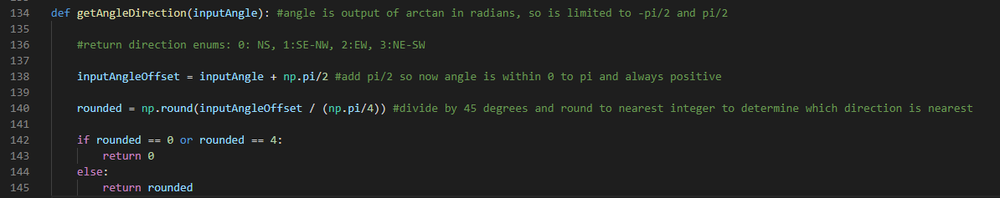 134 def getAngleDirection(inputAngle): #angle is output of arctan in radians, so is limited to -pi/2 and pi/2
135
136 #return direction enums: 0: NS, 1:SE-NW, 2:EW, 3:NE-SW
137
138 inputAngleOffset = inputAngle + np.pi/2 #add pi/2 so now angle is within 0 to pi and always positive
139
140 rounded = np.round(inputAngleOffset / (np.pi/4)) #divide by 45 degrees and round to nearest integer to determine which direction is nearest
141
142 if rounded == 0 or rounded == 4:
143 return 0
144 else:
145 return rounded